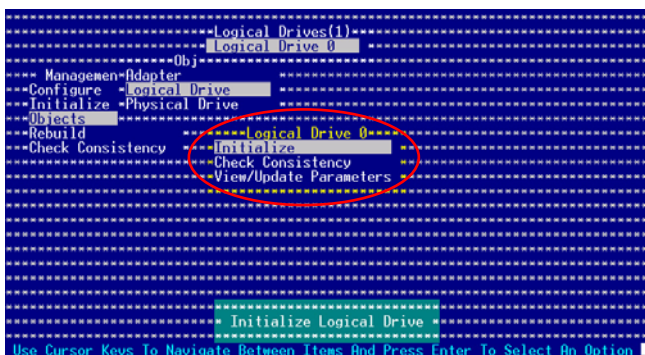 Logical Drives(1)
Logical Drive 0
Obj
Managemen Adapter
Configure Logical Drive
Initialize Physical Drive
Objects
Rebuild Logical Drive 0
Check Consistency Initialize
Check Consistency
View/Update Parameters
Initialize Logical Drive
Use Cursor Keys To Navigate Between Items And Press Enter To Select An Option